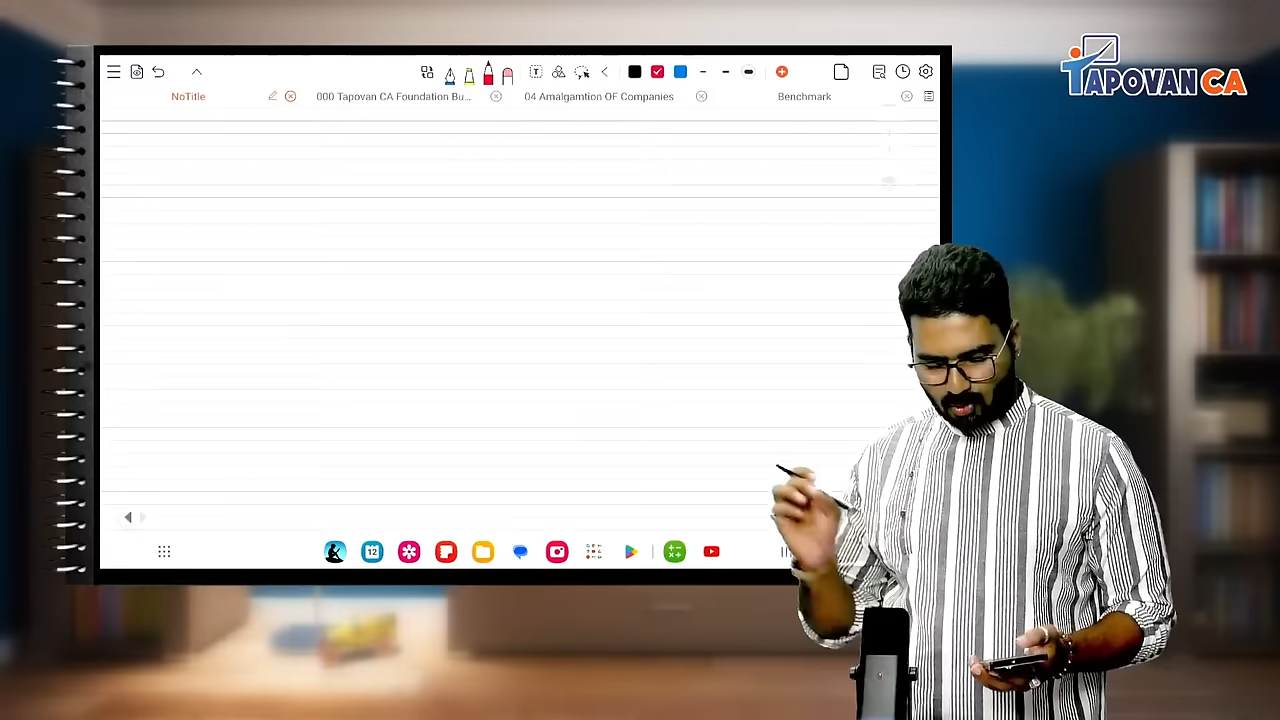 TAPOVAN CA
NoTitle
000 Tapovan CA Foundation Bu...
04 Amalgamtion OF Companies
Benchmark
12